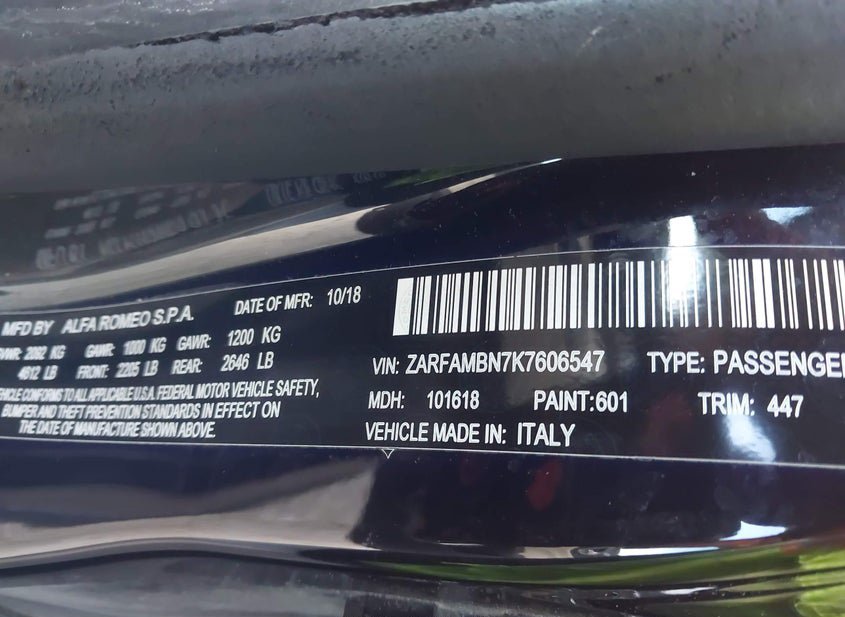 MFD BY ALFA ROMEO S.P.A. DATE OF MFR: 10/18
2092 KG GAWR: 1000 KG GAWR: 1200 KG
4612 LB FRONT: 2205 LB REAR: 2646 LB
VEHICLE CONFORMS TO ALL APPLICABLE U.S.A. FEDERAL MOTOR VEHICLE SAFETY,
BUMPER AND THEFT PREVENTION STANDARDS IN EFFECT ON
THE DATE OF MANUFACTURE SHOWN ABOVE.
VIN: ZARFAMBN7K7606547 TYPE: PASSENGER
MDH: 101618 PAINT:601 TRIM: 447
VEHICLE MADE IN: ITALY